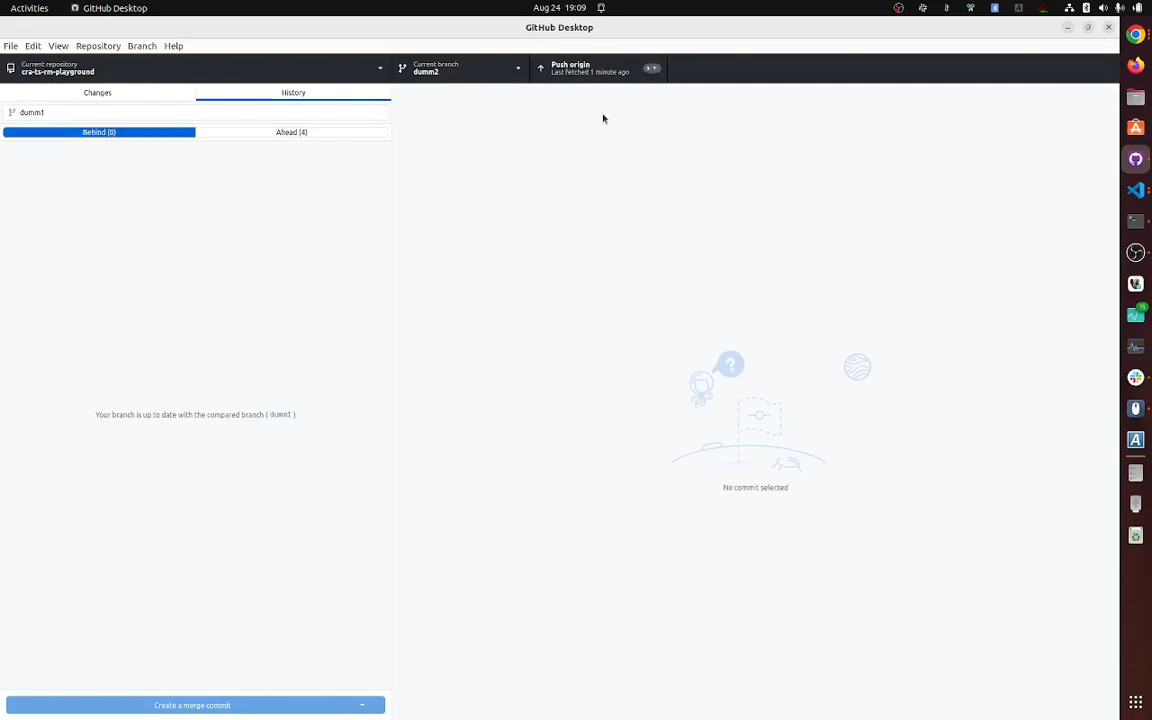 Activities
GitHub Desktop
Aug 24 19:09
GitHub Desktop
File Edit View Repository Branch Help
Current repository
cra-ts-rm-playground
Current branch
dumm2
Push origin
Last fetched 1 minute ago
Changes
History
dumm1
Behind (0)
Ahead (4)
Your branch is up to date with the compared branch ( dumm1 )
?
No commit selected
Create a merge commit